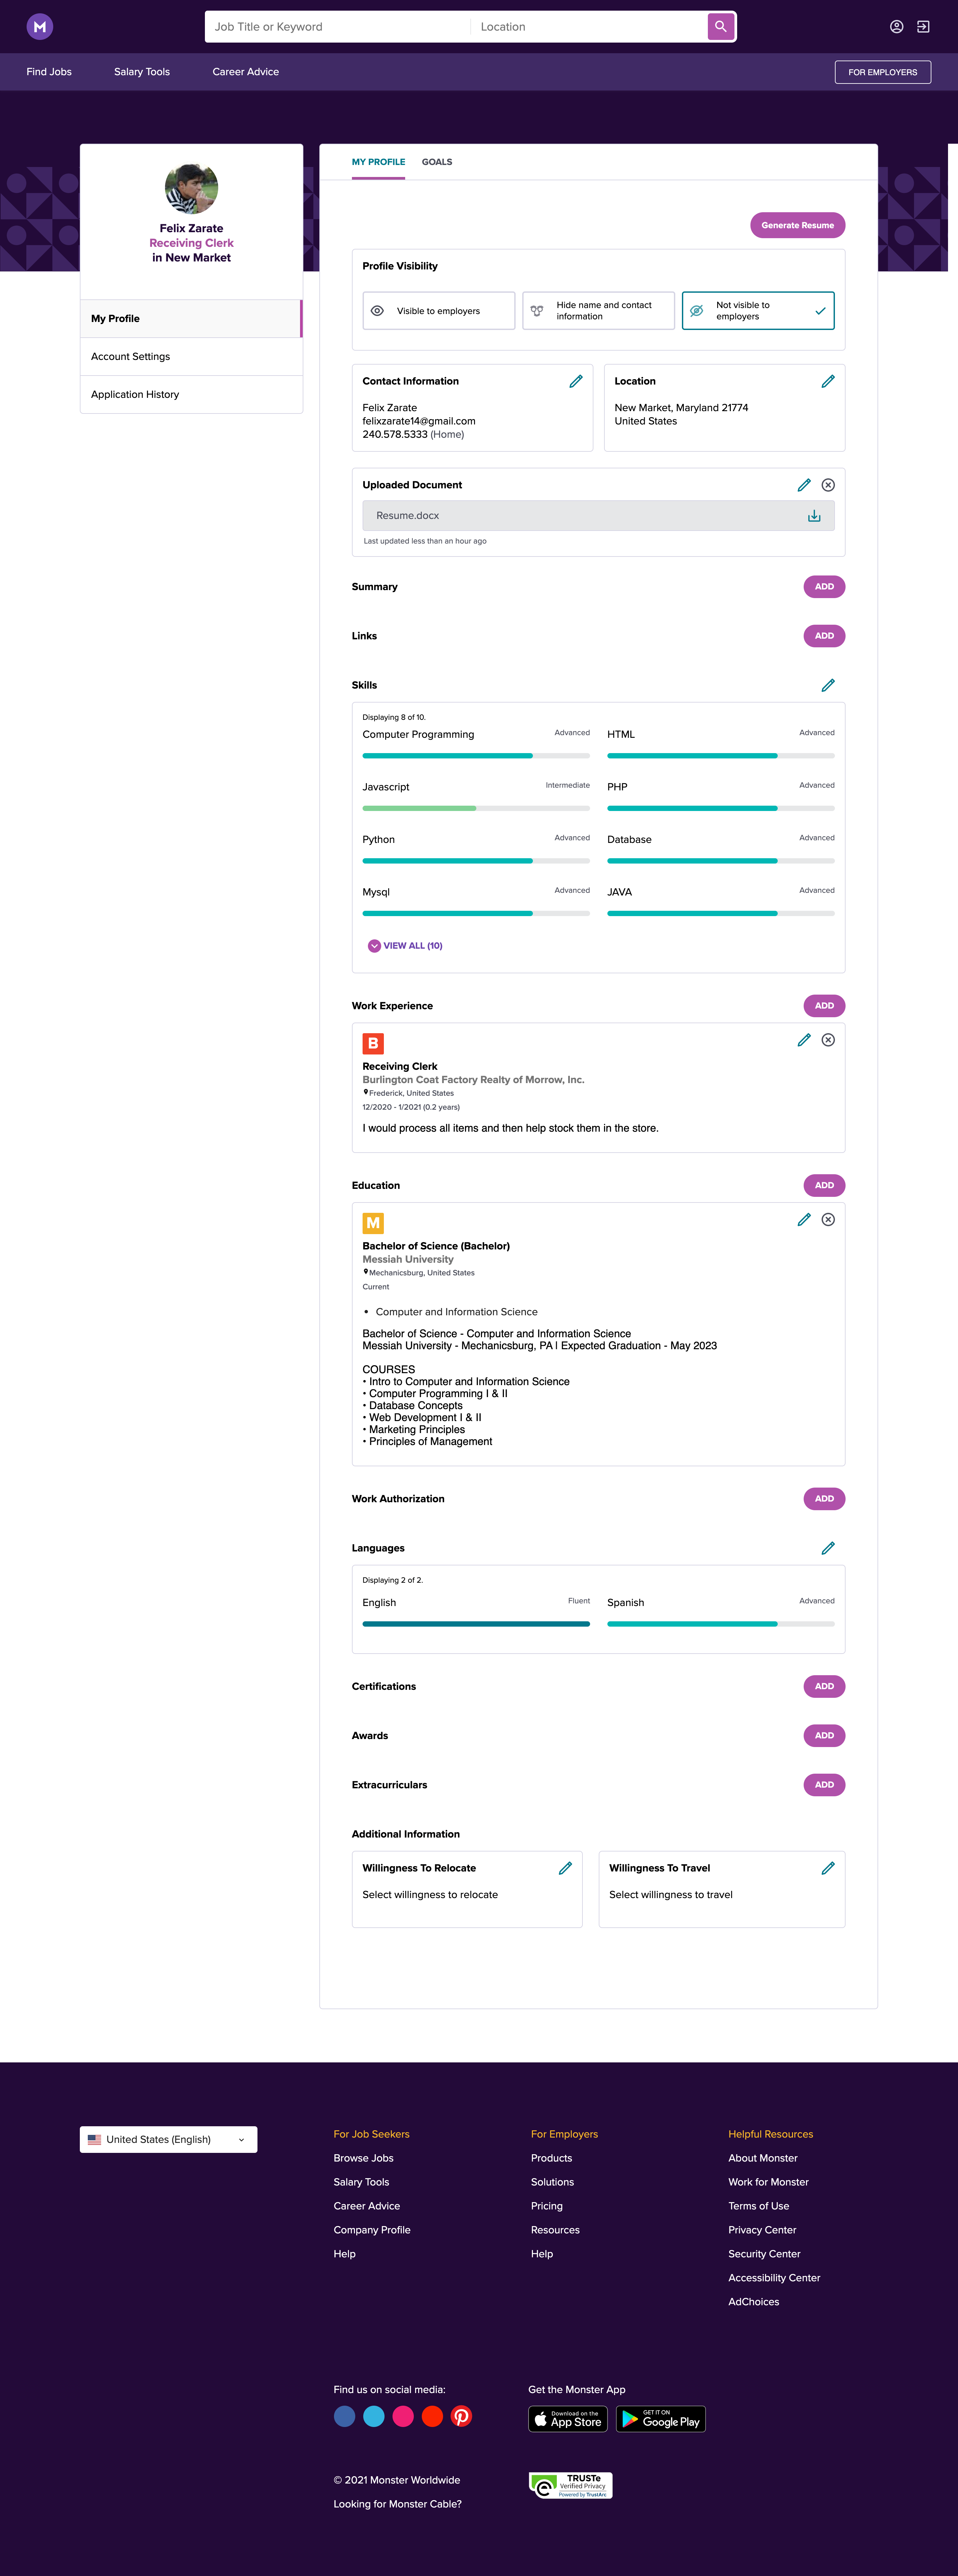 M
Job Title or Keyword
Location
Find Jobs
Salary Tools
Career Advice
FOR EMPLOYERS
Felix Zarate
Receiving Clerk
in New Market
My Profile
Account Settings
Application History
MY PROFILE
GOALS
Generate Resume
Profile Visibility
Visible to employers
Hide name and contact
information
Not visible to
employers
Contact Information
Felix Zarate
felixzarate14@gmail.com
240.578.5333 (Home)
Location
New Market, Maryland 21774
United States
Uploaded Document
Resume.docx
Last updated less than an hour ago
Summary
ADD
Links
ADD
Skills
Displaying 8 of 10.
Computer Programming
Advanced
HTML
Advanced
Javascript
Intermediate
PHP
Advanced
Python
Advanced
Database
Advanced
Mysql
Advanced
JAVA
Advanced
VIEW ALL (10)
Work Experience
ADD
B
Receiving Clerk
Burlington Coat Factory Realty of Morrow, Inc.
Frederick, United States
12/2020 - 1/2021 (0.2 years)
I would process all items and then help stock them in the store.
Education
ADD
M
Bachelor of Science (Bachelor)
Messiah University
Mechanicsburg, United States
Current
• Computer and Information Science
Bachelor of Science - Computer and Information Science
Messiah University - Mechanicsburg, PA | Expected Graduation - May 2023
COURSES
• Intro to Computer and Information Science
• Computer Programming I & II
• Database Concepts
• Web Development I & II
• Marketing Principles
• Principles of Management
Work Authorization
ADD
Languages
Displaying 2 of 2.
English
Fluent
Spanish
Advanced
Certifications
ADD
Awards
ADD
Extracurriculars
ADD
Additional Information
Willingness To Relocate
Select willingness to relocate
Willingness To Travel
Select willingness to travel
United States (English)
For Job Seekers
Browse Jobs
Salary Tools
Career Advice
Company Profile
Help
For Employers
Products
Solutions
Pricing
Resources
Help
Helpful Resources
About Monster
Work for Monster
Terms of Use
Privacy Center
Security Center
Accessibility Center
AdChoices
Find us on social media:
Get the Monster App
Download on the
App Store
GET IT ON
Google Play
© 2021 Monster Worldwide
Looking for Monster Cable?
TRUSTe
Verified Privacy
Powered by TrustArc